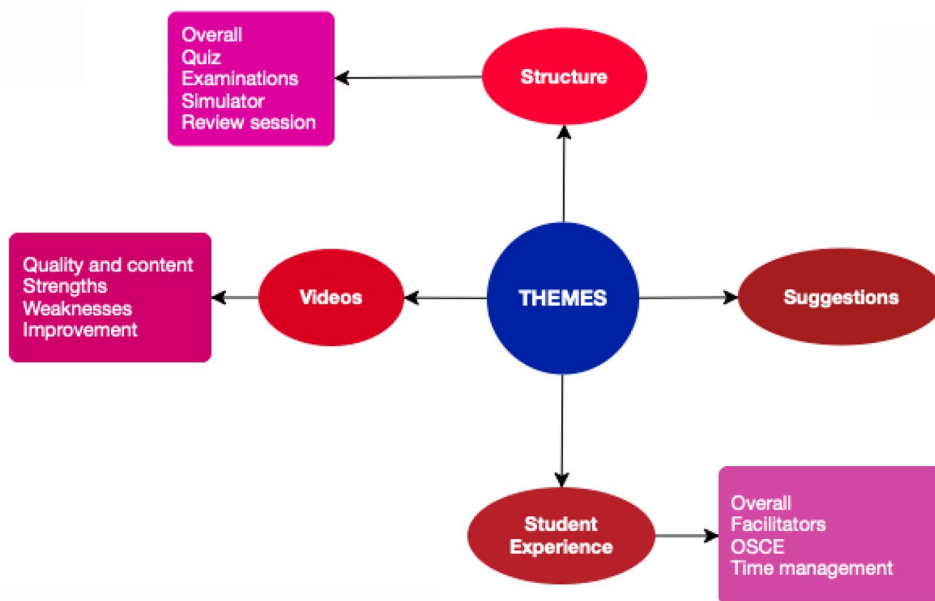 Overall
Quiz
Examinations
Simulator
Review session
Structure
Quality and content
Strengths
Weaknesses
Improvement
Videos
THEMES
Suggestions
Student
Experience
Overall
Facilitators
OSCE
Time management